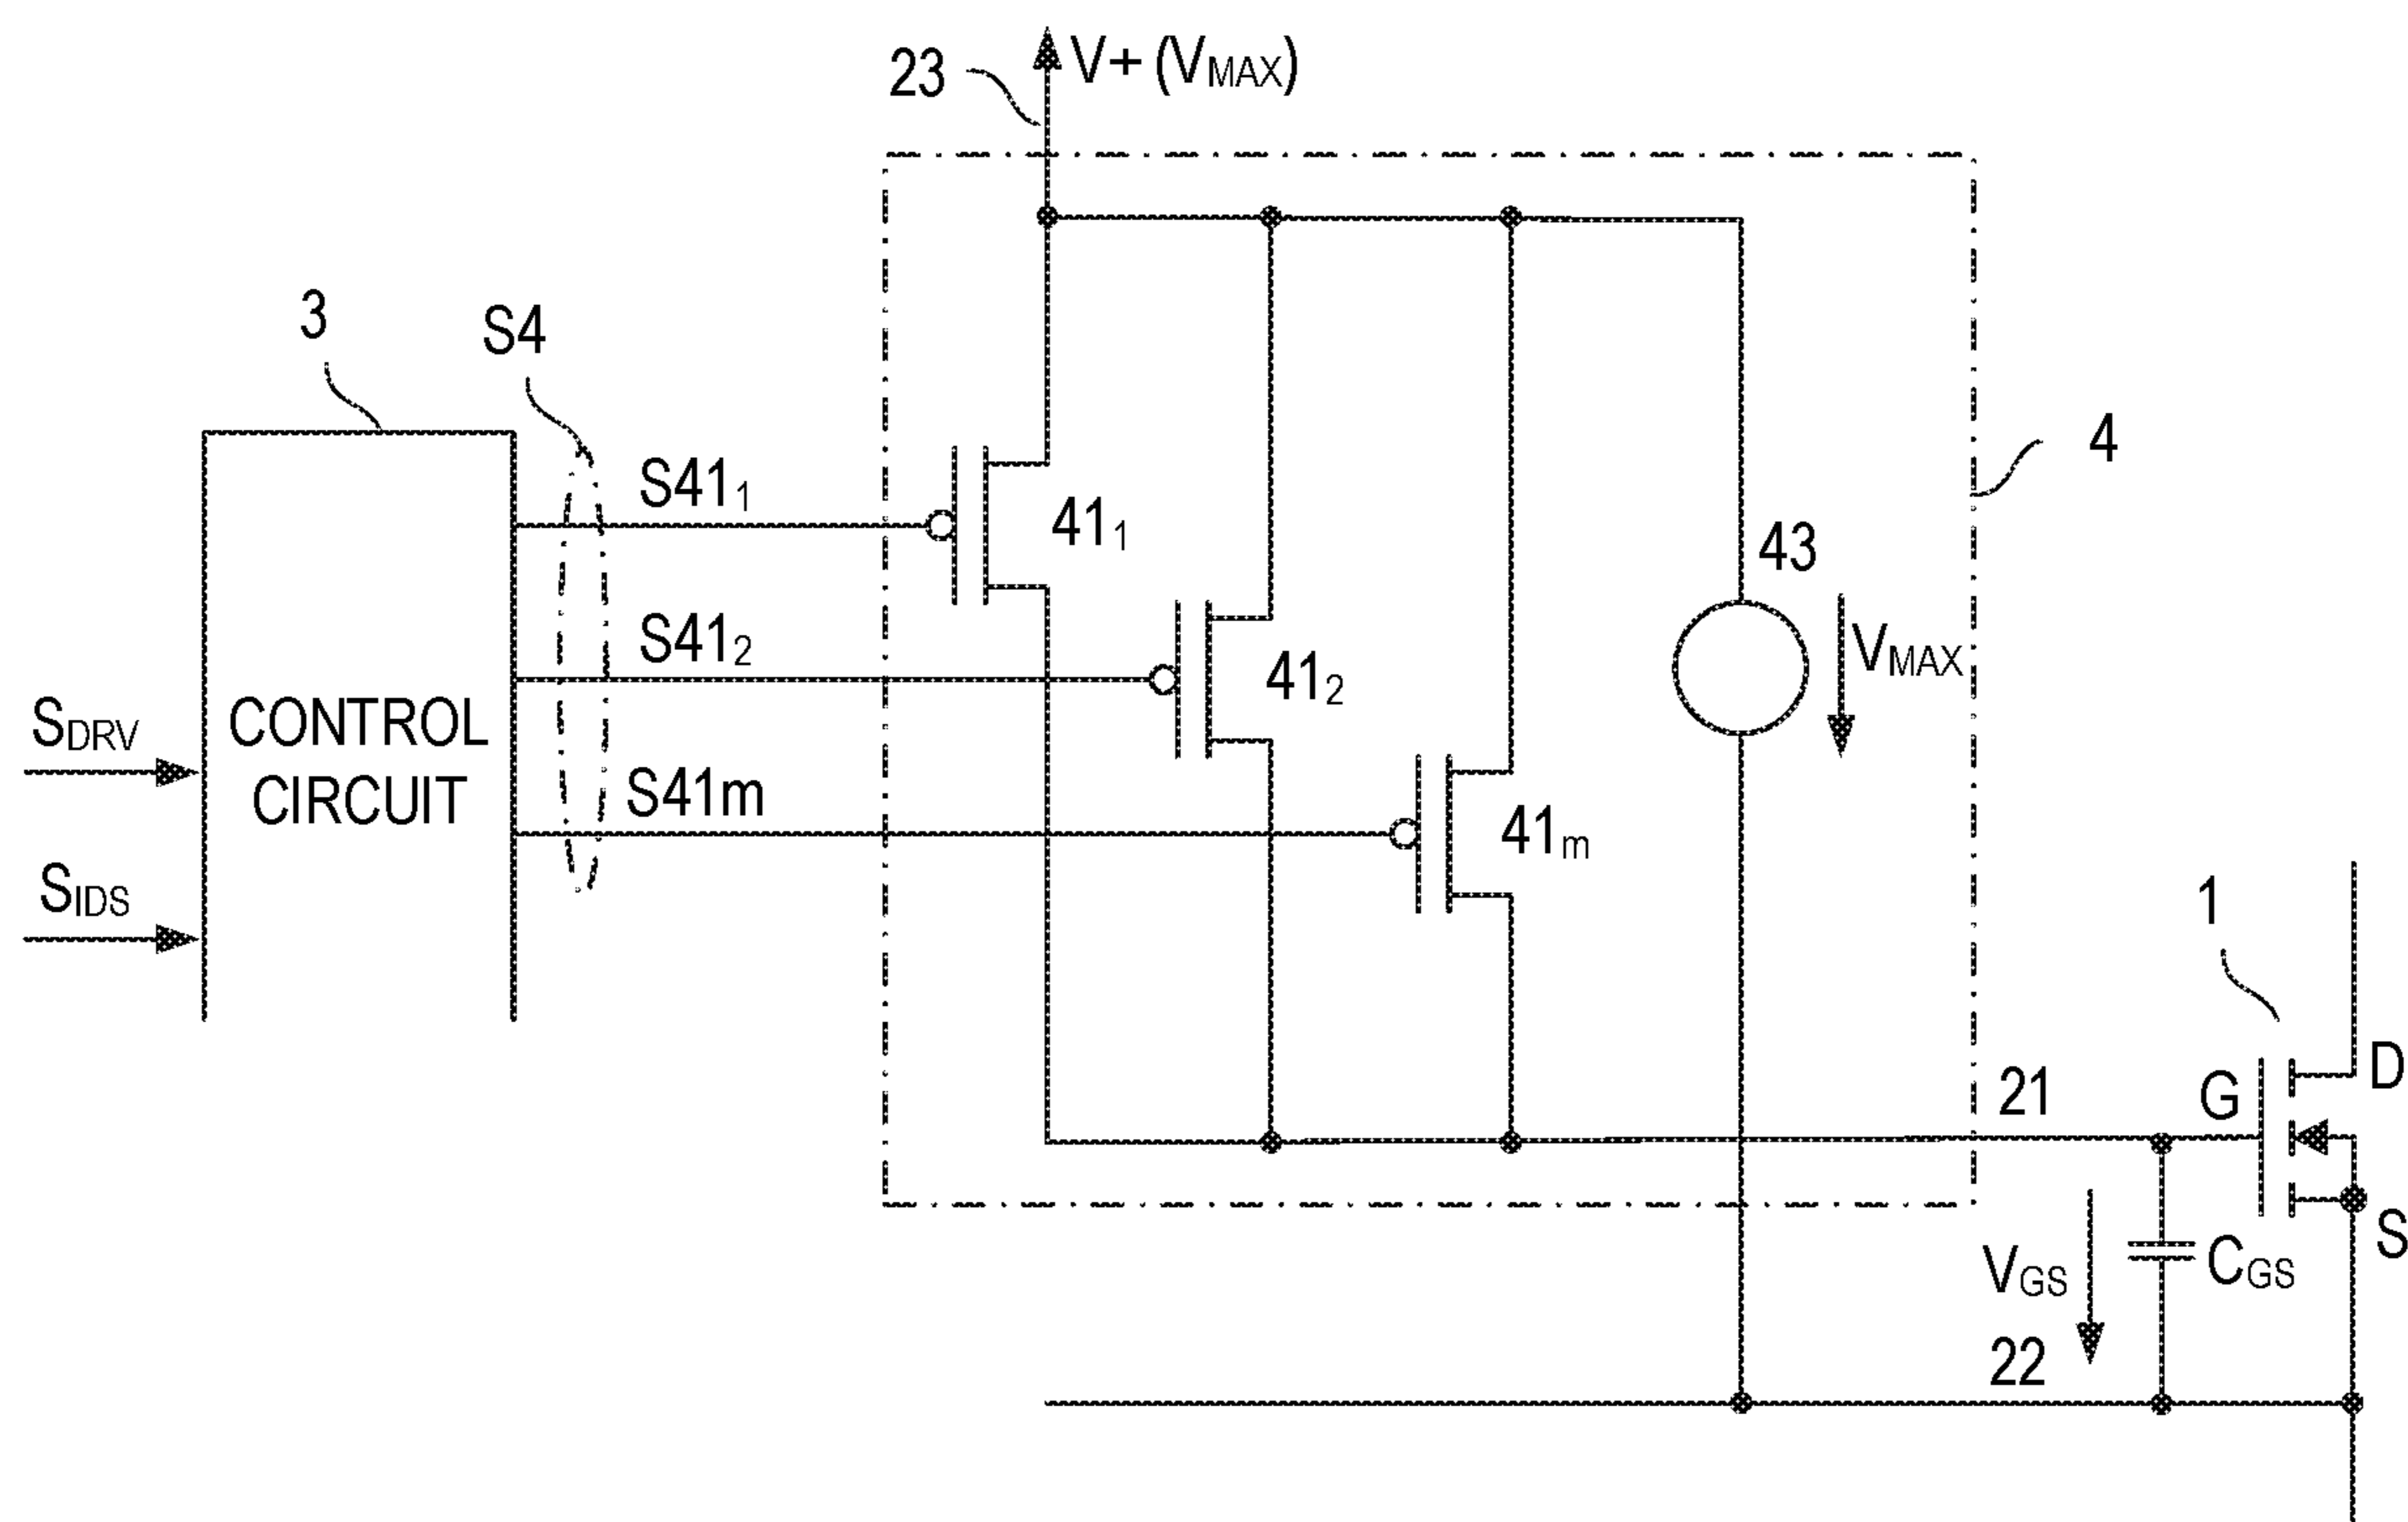 23
V+ (VMAX)
3
S4
4
S41₁
41₁
43
S41₂
41₂
VMAX
SDRV
CONTROL
CIRCUIT
S41m
41m
SIDS
1
21
G
D
S
VGS
CGS
22